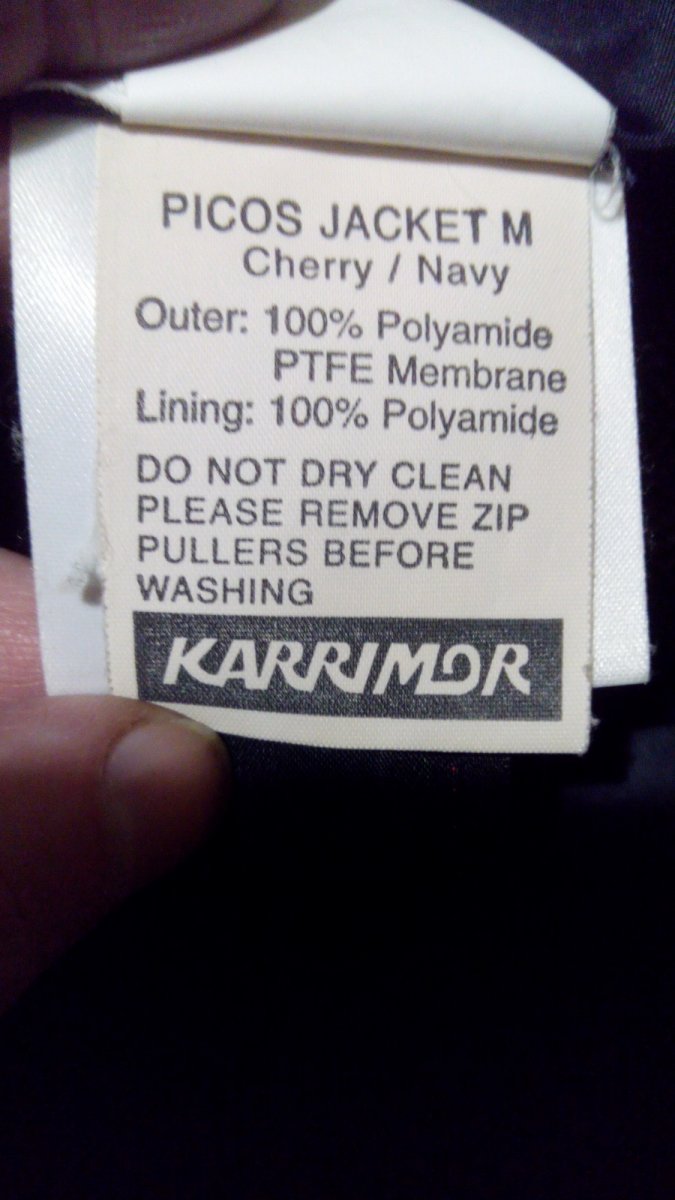 PICOS JACKET M
Cherry / Navy
Outer: 100% Polyamide
PTFE Membrane
Lining: 100% Polyamide
DO NOT DRY CLEAN
PLEASE REMOVE ZIP
PULLERS BEFORE
WASHING
KARRIMOR